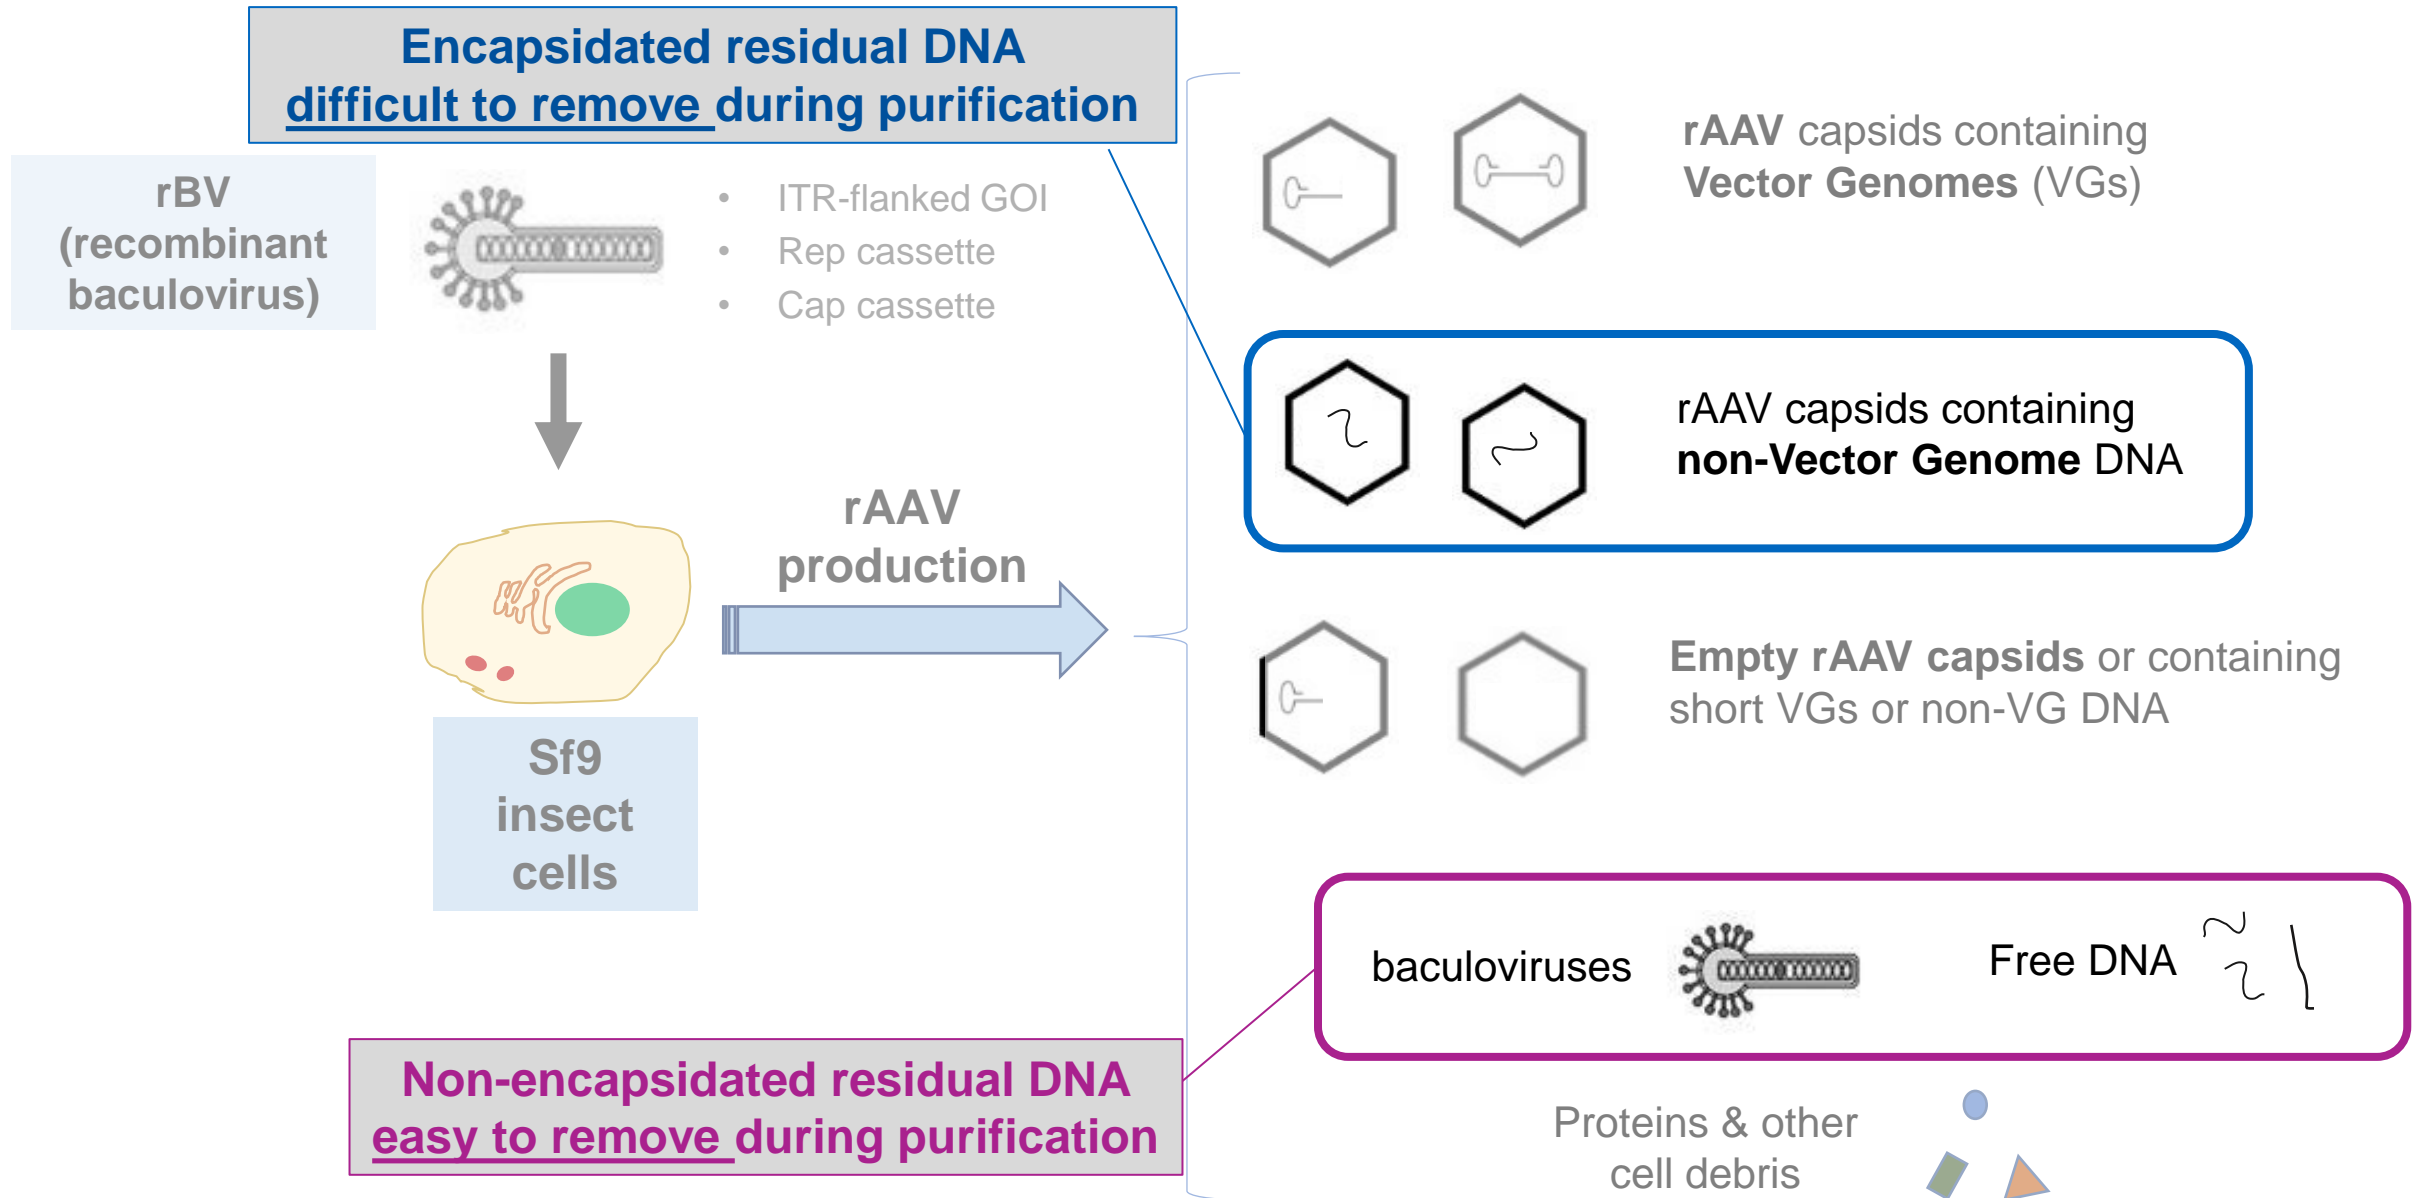 Encapsidated residual DNA
difficult to remove during purification
rBV
(recombinant
baculovirus)
• ITR-flanked GOI
• Rep cassette
• Cap cassette
rAAV
production
Sf9
insect
cells
rAAV capsids containing
Vector Genomes (VGs)
rAAV capsids containing
non-Vector Genome DNA
Empty rAAV capsids or containing
short VGs or non-VG DNA
baculoviruses
Free DNA
Non-encapsidated residual DNA
easy to remove during purification
Proteins & other
cell debris